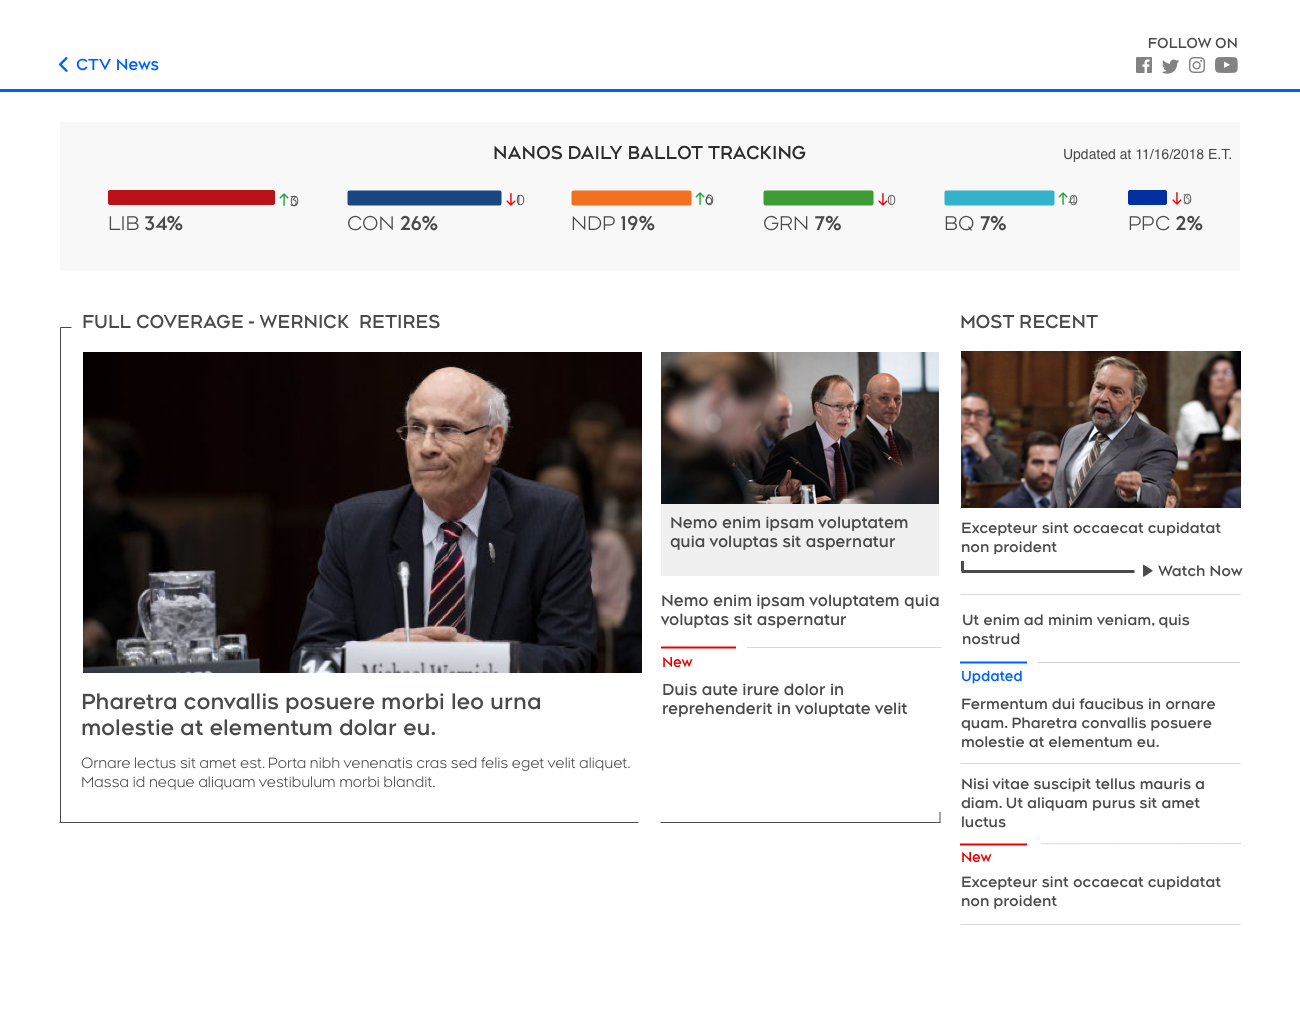 FOLLOW ON
CTV News
NANOS DAILY BALLOT TRACKING
Updated at 11/16/2018 E.T.
LIB 34%
CON 26%
NDP 19%
GRN 7%
BQ 7%
PPC 2%
FULL COVERAGE - WERNICK RETIRES
MOST RECENT
Nemo enim ipsam voluptatem
quia voluptas sit aspernatur
Nemo enim ipsam voluptatem quia
voluptas sit aspernatur
New
Duis aute irure dolor in
reprehenderit in voluptate velit
Michael Wernick
Pharetra convallis posuere morbi leo urna
molestie at elementum dolar eu.
Ornare lectus sit amet est. Porta nibh venenatis cras sed felis eget velit aliquet.
Massa id neque aliquam vestibulum morbi blandit.
Excepteur sint occaecat cupidatat
non proident
Watch Now
Ut enim ad minim veniam, quis
nostrud
Updated
Fermentum dui faucibus in ornare
quam. Pharetra convallis posuere
molestie at elementum eu.
Nisi vitae suscipit tellus mauris a
diam. Ut aliquam purus sit amet
luctus
New
Excepteur sint occaecat cupidatat
non proident